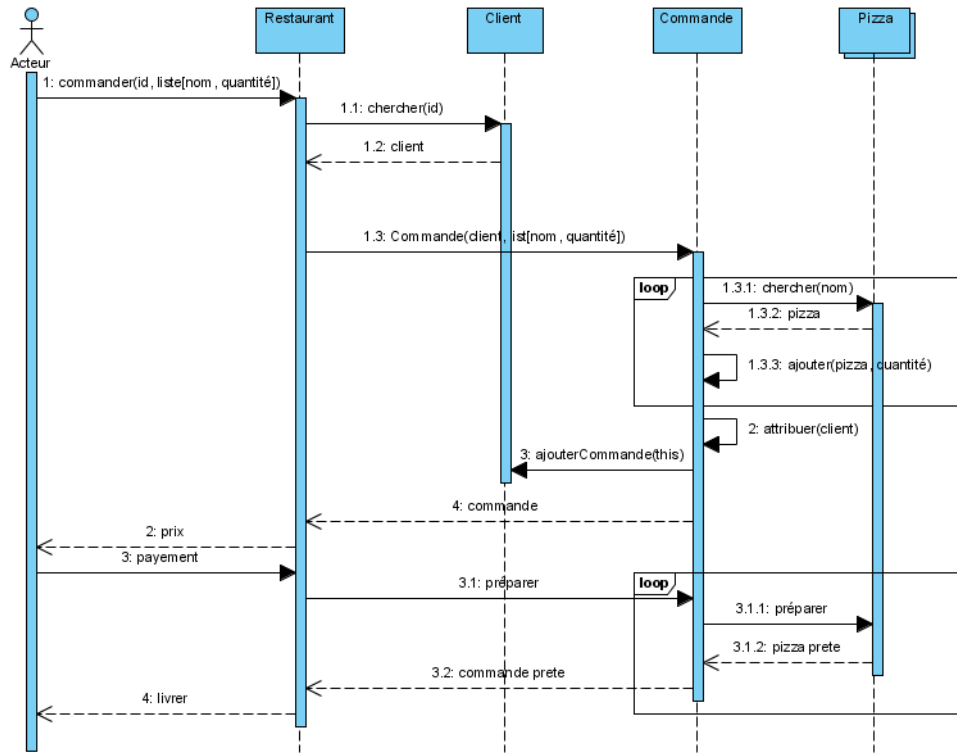 Restaurant
Client
Commande
Pizza
Acteur
1: commander(id, liste[nom , quantité])
1.1: chercher(id)
1.2: client
1.3: Commande(client, ist[nom , quantité])
loop
1.3.1: chercher(nom)
1.3.2: pizza
1.3.3: ajouter(pizza, quantité)
2: attribuer(client)
3: ajouterCommande(this)
4: commande
2: prix
3: payement
loop
3.1: préparer
3.1.1: préparer
3.1.2: pizza prete
3.2: commande prete
4: livrer